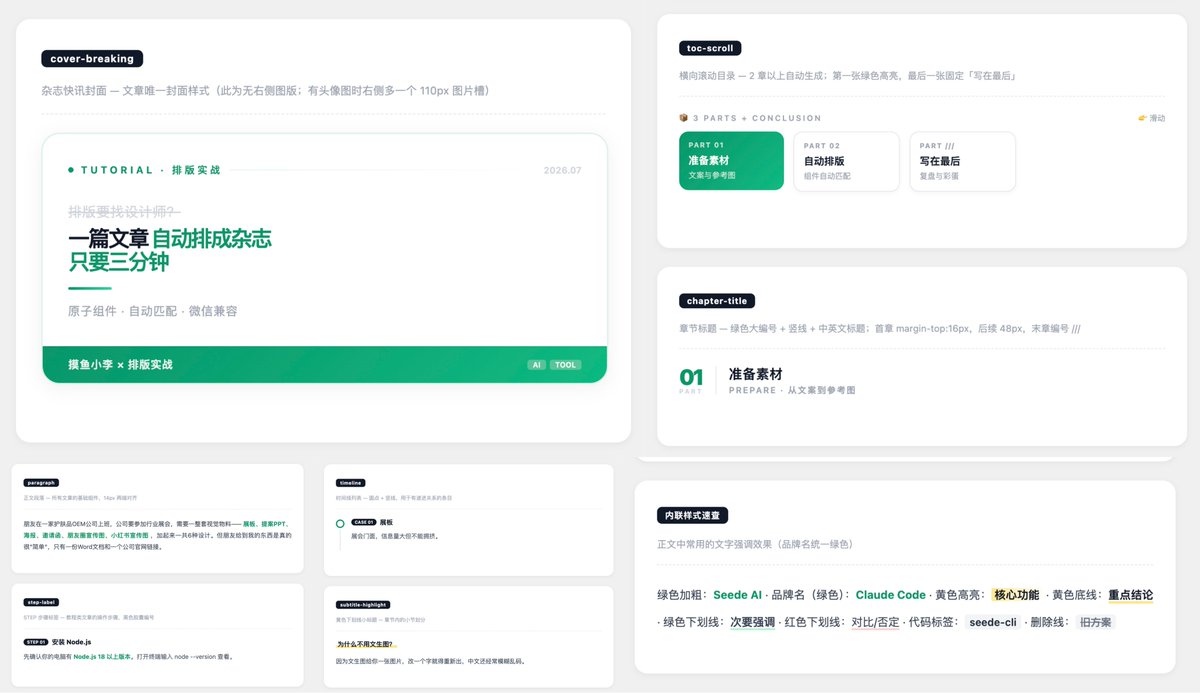 cover-breaking
杂志快讯封面 — 文章唯一封面样式（此为无右侧图版；有头像图时右侧多一个 110px 图片槽）
TUTORIAL · 排版实战
2026.07
排版要找设计师？
一篇文章 自动排成杂志
只要三分钟
原子组件 · 自动匹配 · 微信兼容
摸鱼小李 × 排版实战
AI
TOOL
toc-scroll
横向滚动目录 — 2 章以上自动生成；第一张绿色高亮，最后一张固定「写在最后」
📦 3 PARTS + CONCLUSION
👉 滑动
PART 01
准备素材
文案与参考图
PART 02
自动排版
组件自动匹配
PART ///
写在最后
复盘与彩蛋
chapter-title
章节标题 — 绿色大编号 + 竖线 + 中英文标题；首章 margin-top:16px，后续 48px，末章编号 ///
01
PART
准备素材
PREPARE · 从文案到参考图
paragraph
正文段落 — 所有文章的基础组件，14px 两端对齐
朋友在一家护肤品OEM公司上班，公司要参加行业展会，需要一整套视觉物料—— 展板、提案PPT、
海报、邀请函、朋友圈宣传图、小红书宣传图 ，加起来一共6种设计。但朋友给到我的东西是真的
很"简单"，只有一份Word文档和一个公司官网链接。
timeline
时间线列表 — 圆点 + 竖线，用于有递进关系的条目
CASE 01 展板
展会门面，信息量大但不能拥挤。
step-label
STEP 步骤标签 — 教程类文章的操作步骤，黑色胶囊编号
STEP 01 安装 Node.js
先确认你的电脑有 Node.js 18 以上版本。打开终端输入 node --version 查看。
subtitle-highlight
黄色下划线小标题 — 章节内的小节划分
为什么不用文生图？
因为文生图给你一张图片，改一个字就得重新出，中文还经常模糊乱码。
内联样式速查
正文中常用的文字强调效果（品牌名统一绿色）
绿色加粗： Seede AI · 品牌名（绿色）： Claude Code · 黄色高亮： 核心功能 · 黄色底线： 重点结论
· 绿色下划线： 次要强调 · 红色下划线： 对比/否定 · 代码标签： seede-cli · 删除线： 旧方案